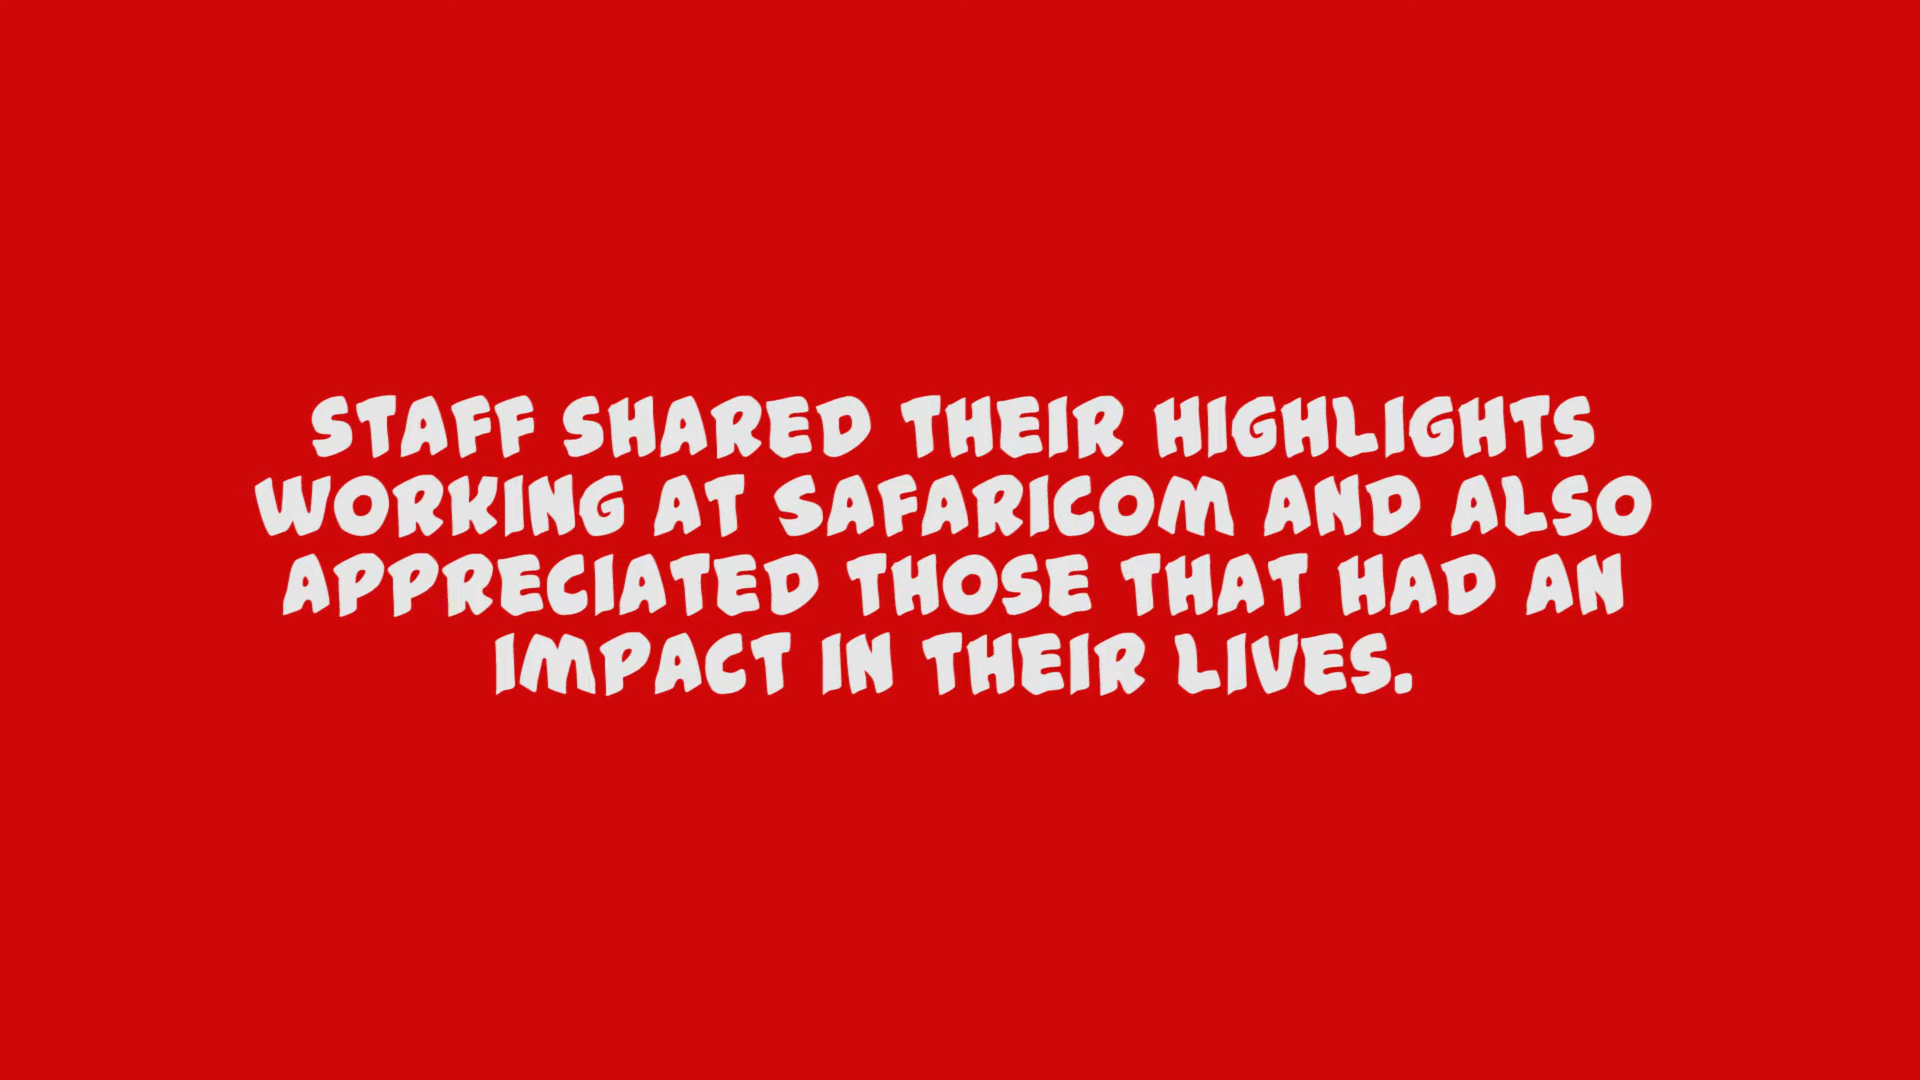 STAFF SHARED THEIR HIGHLIGHTS
WORKING AT SAFARICOM AND ALSO
APPRECIATED THOSE THAT HAD AN
IMPACT IN THEIR LIVES.